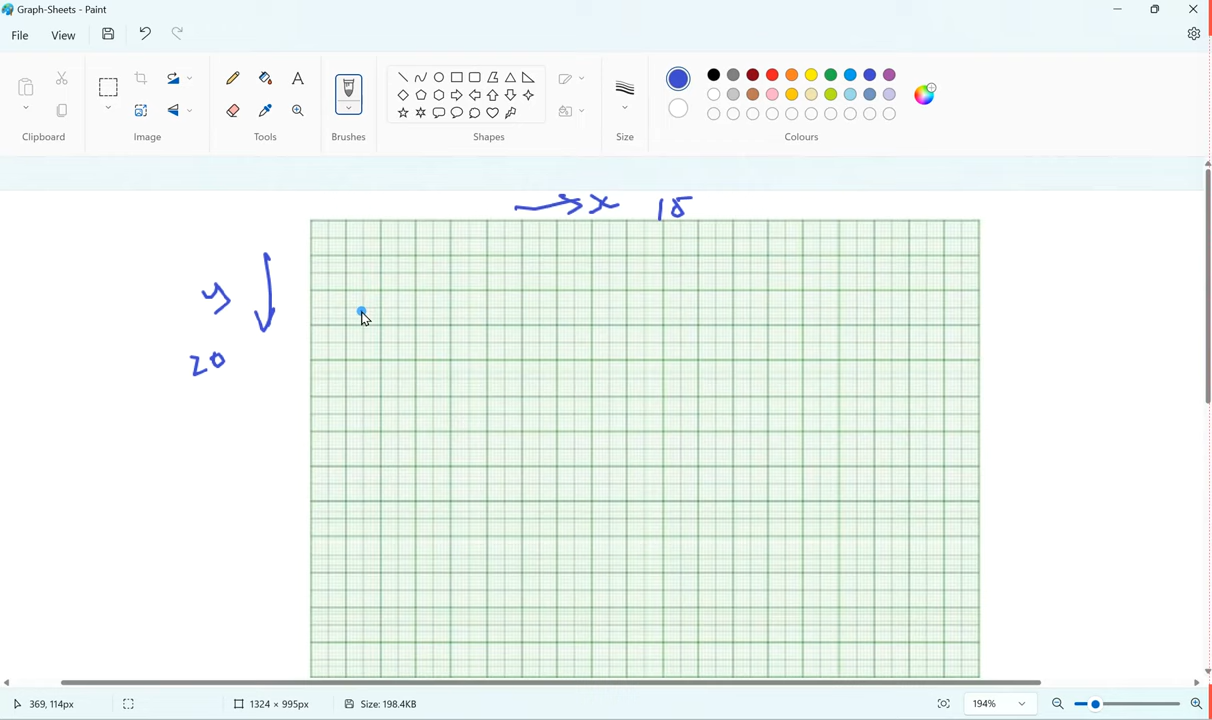 Graph-Sheets - Paint
File View
Clipboard Image Tools Brushes Shapes Size Colours
→ x 18
y
20
369, 114px 1324 × 995px Size: 198.4KB 194%